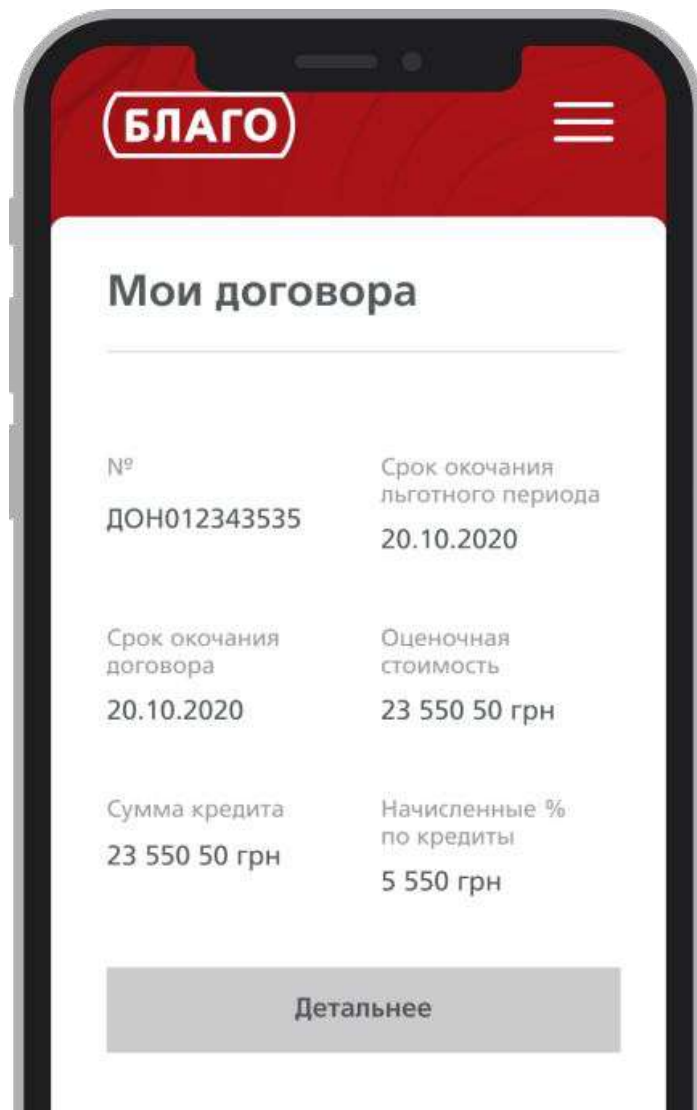 БЛАГО
Мои договора
№
ДОН012343535
Срок окочания
льготного периода
20.10.2020
Срок окочания
договора
20.10.2020
Оценочная
стоимость
23 550 50 грн
Сумма кредита
23 550 50 грн
Начисленные %
по кредиты
5 550 грн
Детальнее